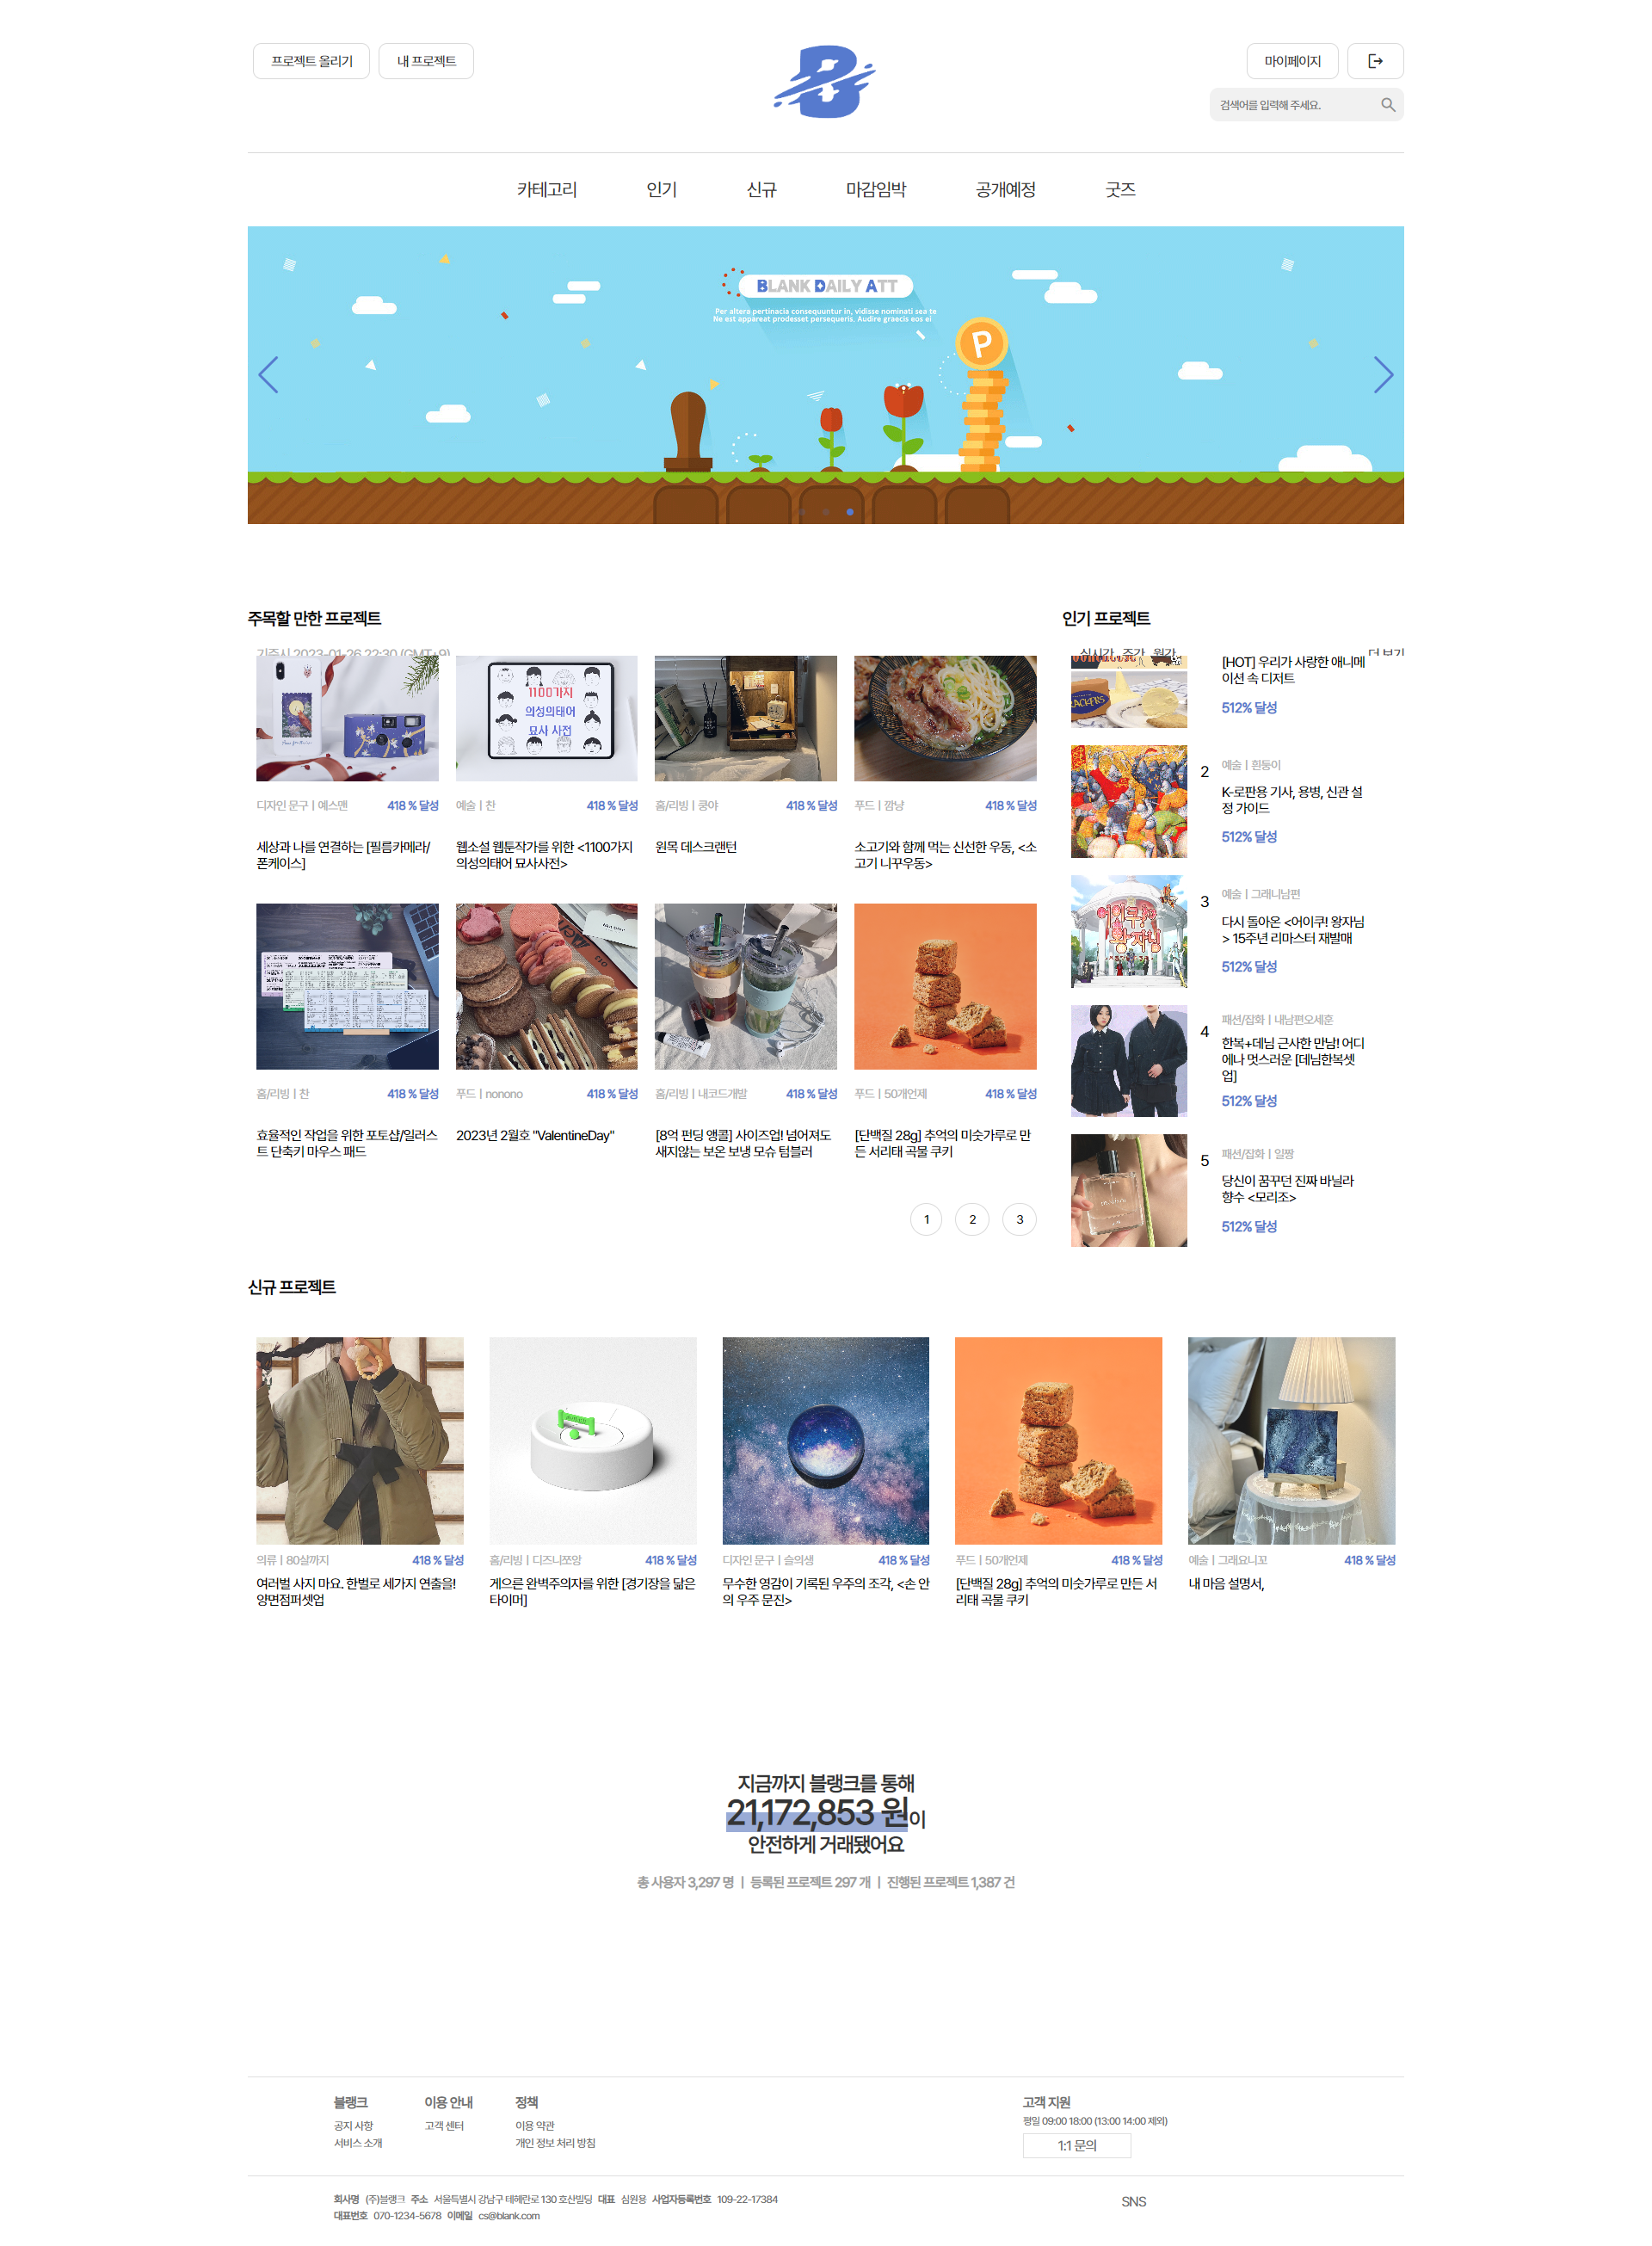 프로젝트 올리기
내 프로젝트
B
마이페이지
검색어를 입력해 주세요.
카테고리
인기
신규
마감임박
공개예정
굿즈
BLANK DAILY ATT
Per altera pertinacia consequuntur in, vidisse nominati sea te
Ne est appareat prodesset persequeris, Audire graecis eos ei
P
주목할 만한 프로젝트
기준시 2023-01-26 22:30 (GMT+9)
1100가지
의성의태어
묘사 사전
디자인 문구 | 예스맨
418 % 달성
세상과 나를 연결하는 [필름카메라/
폰케이스]
예술 | 찬
418 % 달성
웹소설 웹툰작가를 위한 <1100가지
의성의태어 묘사사전>
홈/리빙 | 쿵야
418 % 달성
원목 데스크랜턴
푸드 | 깜냥
418 % 달성
소고기와 함께 먹는 신선한 우동, <소
고기 니꾸우동>
홈/리빙 | 찬
418 % 달성
효율적인 작업을 위한 포토샵/일러스
트 단축키 마우스 패드
푸드 | nonono
418 % 달성
2023년 2월호 "ValentineDay"
홈/리빙 | 내코드개발
418 % 달성
[8억 펀딩 앵콜] 사이즈업! 넘어져도
새지않는 보온 보냉 모슈 텀블러
푸드 | 50개언제
418 % 달성
[단백질 28g] 추억의 미숫가루로 만
든 서리태 곡물 쿠키
1
2
3
인기 프로젝트
실시간 주간 월간
더 보기
[HOT] 우리가 사랑한 애니메
이션 속 디저트
512% 달성
2
예술 | 흰둥이
K-로판용 기사, 용병, 신관 설
정 가이드
512% 달성
어이쿠!
왕자님
3
예술 | 그래니남편
다시 돌아온 <어이쿠! 왕자님
> 15주년 리마스터 재발매
512% 달성
4
패션/잡화 | 내남편오세훈
한복+데님 근사한 만남! 어디
에나 멋스러운 [데님한복셋
업]
512% 달성
5
패션/잡화 | 일짱
당신이 꿈꾸던 진짜 바닐라
향수 <모리조>
512% 달성
신규 프로젝트
의류 | 80살까지
418 % 달성
여러벌 사지 마요. 한벌로 세가지 연출을!
양면점퍼셋업
홈/리빙 | 디즈니쪼앙
418 % 달성
게으른 완벽주의자를 위한 [경기장을 닮은
타이머]
디자인 문구 | 슬의생
418 % 달성
무수한 영감이 기록된 우주의 조각, <손 안
의 우주 문진>
푸드 | 50개언제
418 % 달성
[단백질 28g] 추억의 미숫가루로 만든 서
리태 곡물 쿠키
예술 | 그래요니꼬
418 % 달성
내 마음 설명서,
지금까지 블랭크를 통해
21,172,853 원이
안전하게 거래됐어요
총 사용자 3,297 명 | 등록된 프로젝트 297 개 | 진행된 프로젝트 1,387 건
블랭크
공지 사항
서비스 소개
이용 안내
고객 센터
정책
이용 약관
개인 정보 처리 방침
고객 지원
평일 09:00 18:00 (13:00 14:00 제외)
1:1 문의
회사명 (주)블랭크 주소 서울특별시 강남구 테헤란로 130 호산빌딩 대표 심원용 사업자등록번호 109-22-17384
대표번호 070-1234-5678 이메일 cs@blank.com
SNS